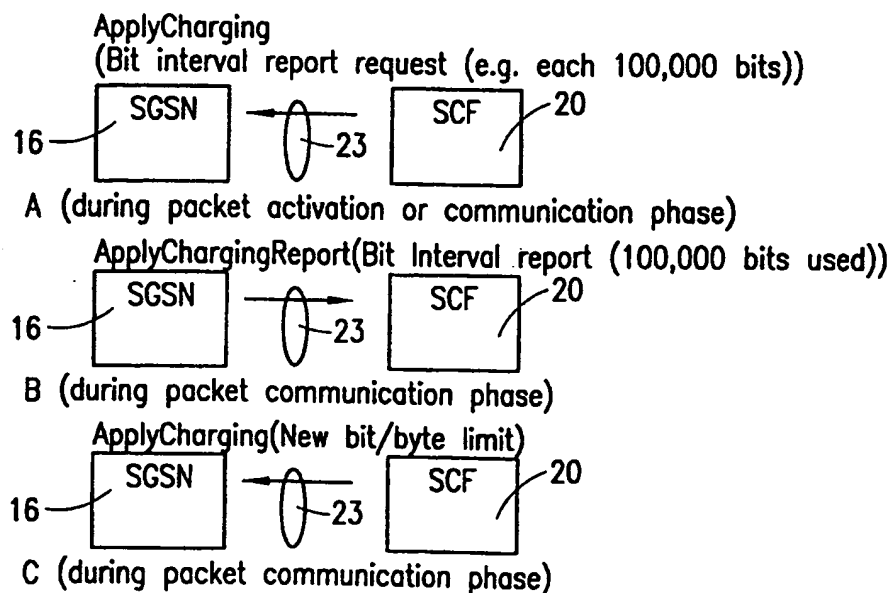 ApplyCharging
(Bit interval report request (e.g. each 100,000 bits))
SGSN SCF 20
16 23
A (during packet activation or communication phase)
ApplyChargingReport(Bit Interval report (100,000 bits used))
SGSN SCF 20
16 23
B (during packet communication phase)
ApplyCharging(New bit/byte limit)
SGSN SCF 20
16 23
C (during packet communication phase)